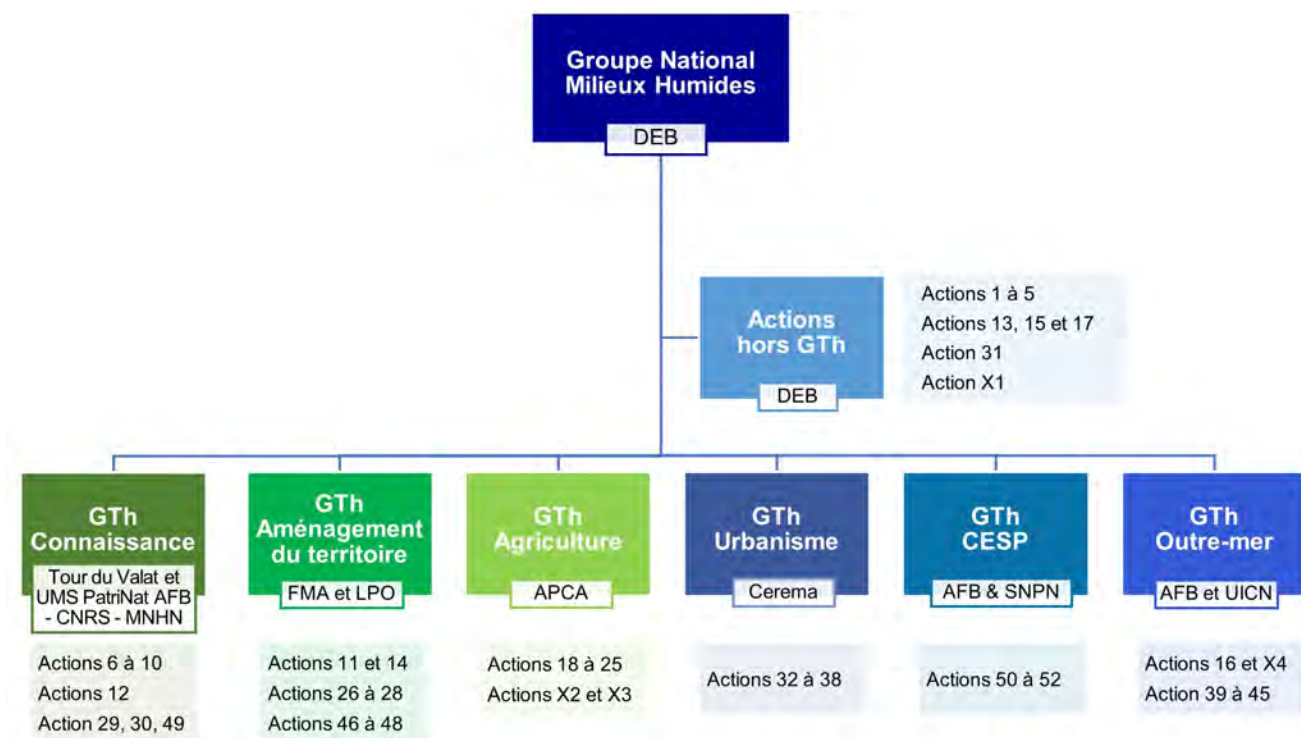 Groupe National
Milieux Humides
DEB
Actions
hors GTh
DEB
Actions 1 à 5
Actions 13, 15 et 17
Action 31
Action X1
GTh
Connaissance
Tour du Valat et
UMS PatriNat AFB
- CNRS - MNHN
Actions 6 à 10
Actions 12
Action 29, 30, 49
GTh
Aménagement
du territoire
FMA et LPO
Actions 11 et 14
Actions 26 à 28
Actions 46 à 48
GTh
Agriculture
APCA
Actions 18 à 25
Actions X2 et X3
GTh
Urbanisme
Cerema
Actions 32 à 38
GTh
CESP
AFB & SNPN
Actions 50 à 52
GTh
Outre-mer
AFB et UICN
Actions 16 et X4
Action 39 à 45